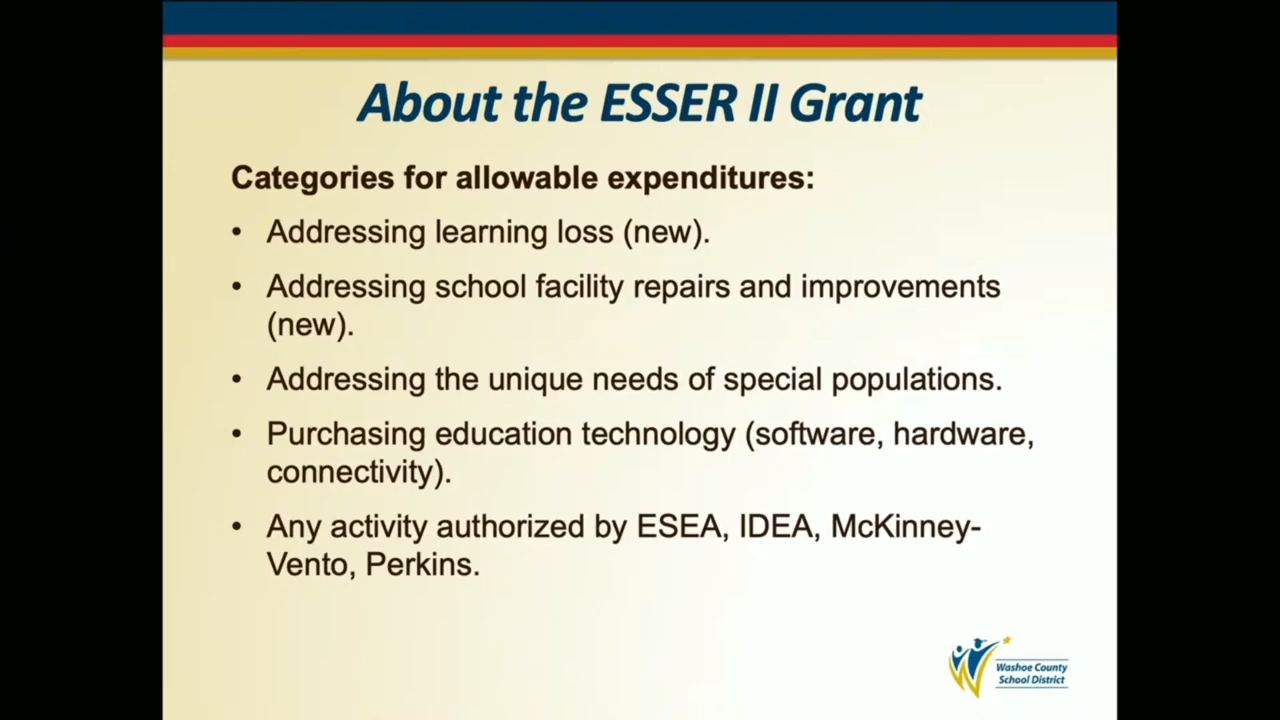 About the ESSER II Grant
Categories for allowable expenditures:
• Addressing learning loss (new).
• Addressing school facility repairs and improvements
(new).
• Addressing the unique needs of special populations.
• Purchasing education technology (software, hardware,
connectivity).
• Any activity authorized by ESEA, IDEA, McKinney-
Vento, Perkins.
Washoe County
School District